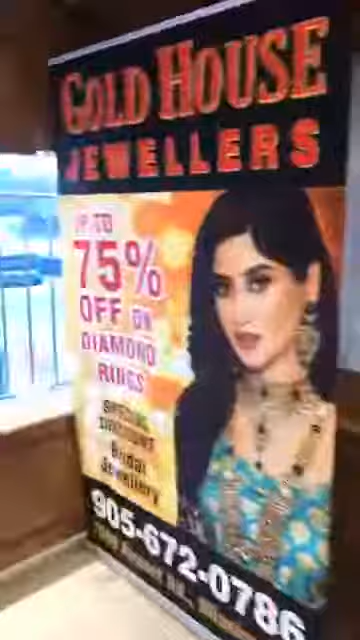 GOLD HOUSE
JEWELLERS
UP TO
75%
OFF ON
DIAMOND
RINGS
SPECIAL
DISCOUNT
Bridal
Jewellery
905-672-0786